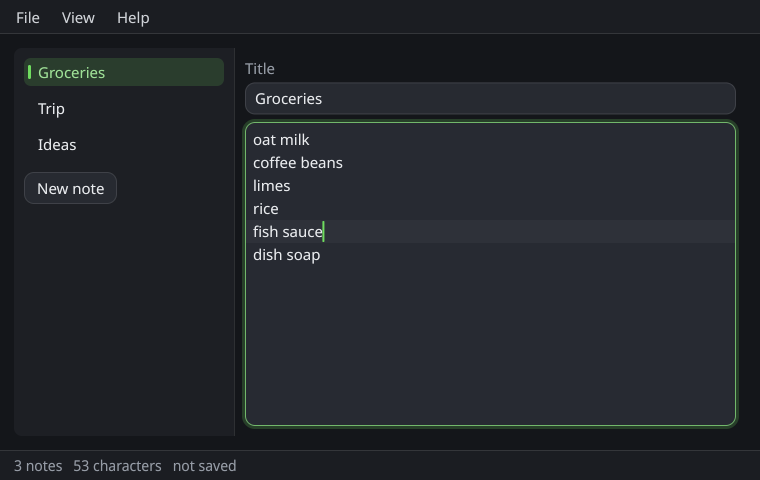 File View Help
Groceries
Trip
Ideas
New note
Title
Groceries
oat milk
coffee beans
limes
rice
fish sauce
dish soap
3 notes 53 characters not saved